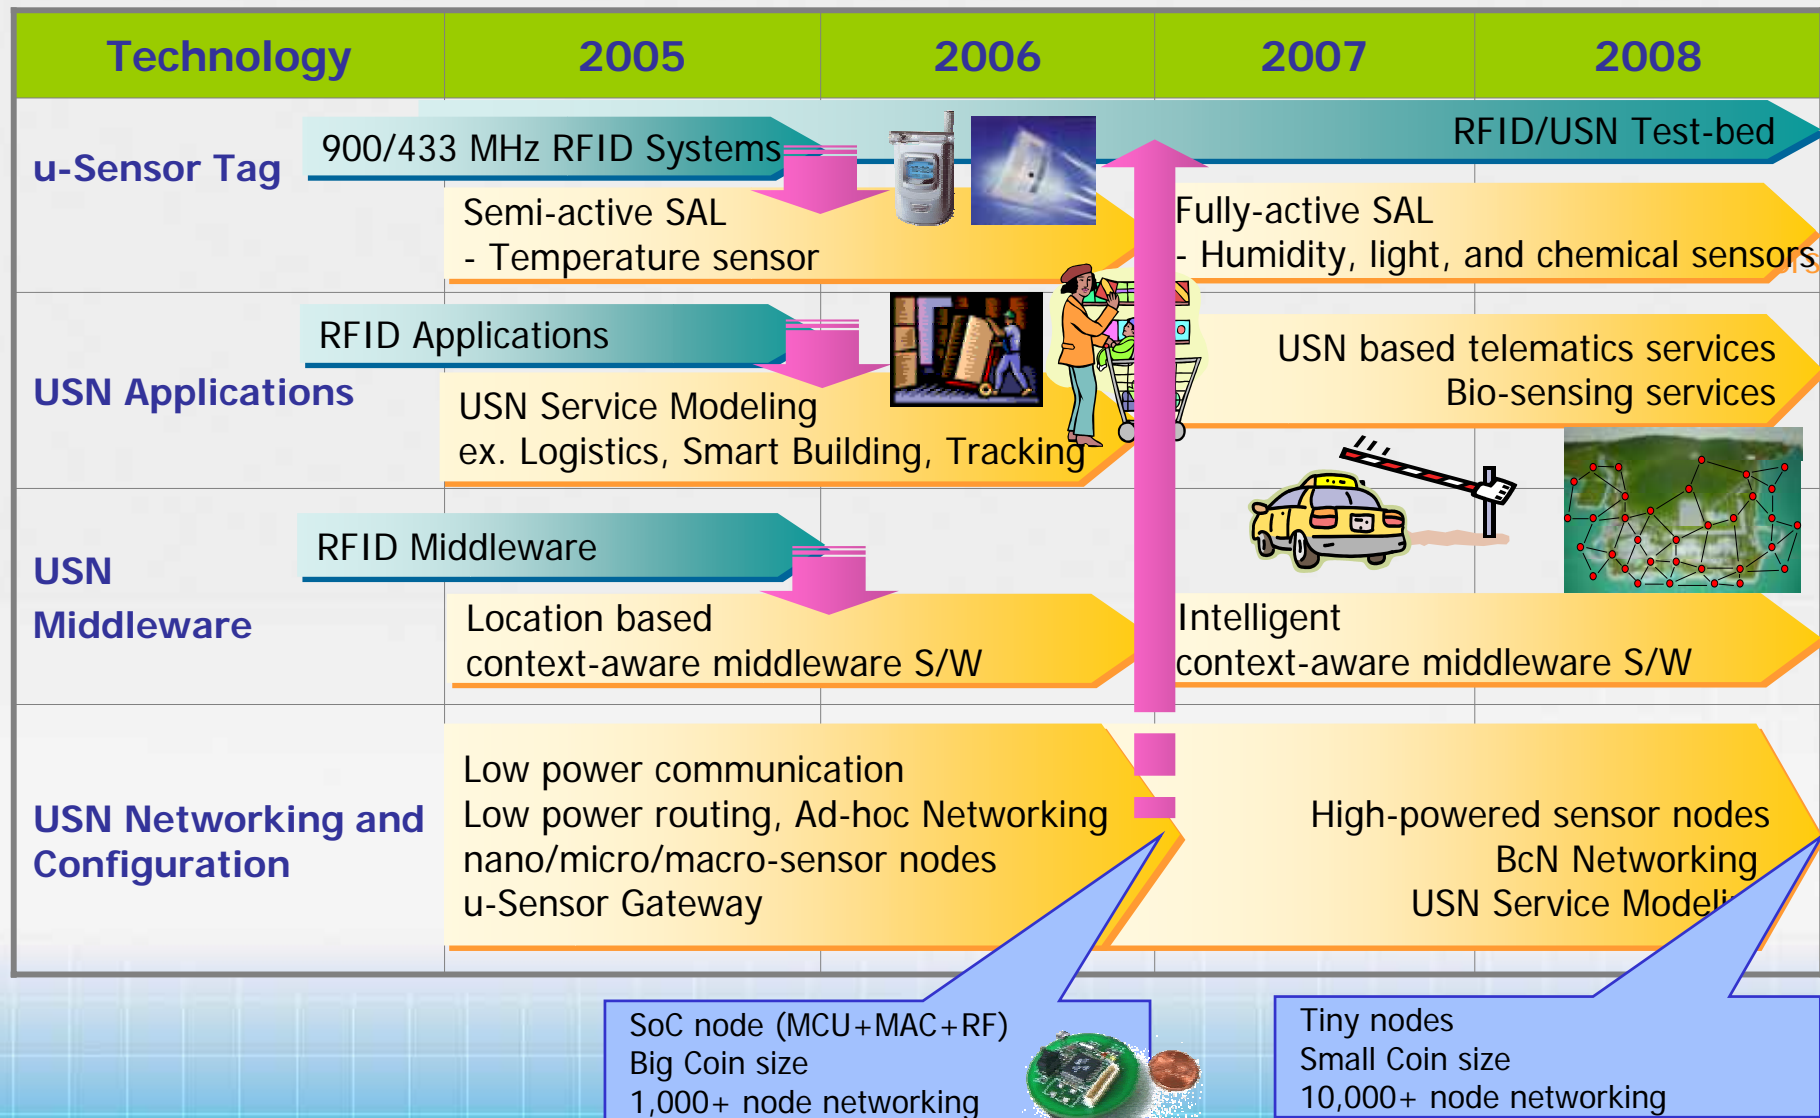 Technology
2005
2006
2007
2008
u-Sensor Tag
900/433 MHz RFID Systems
RFID/USN Test-bed
Semi-active SAL
- Temperature sensor
Fully-active SAL
- Humidity, light, and chemical sensors
USN Applications
RFID Applications
USN Service Modeling
ex. Logistics, Smart Building, Tracking
USN based telematics services
Bio-sensing services
USN
Middleware
RFID Middleware
Location based
context-aware middleware S/W
Intelligent
context-aware middleware S/W
USN Networking and
Configuration
Low power communication
Low power routing, Ad-hoc Networking
nano/micro/macro-sensor nodes
u-Sensor Gateway
High-powered sensor nodes
BcN Networking
USN Service Modeling
SoC node (MCU+MAC+RF)
Big Coin size
1,000+ node networking
Tiny nodes
Small Coin size
10,000+ node networking